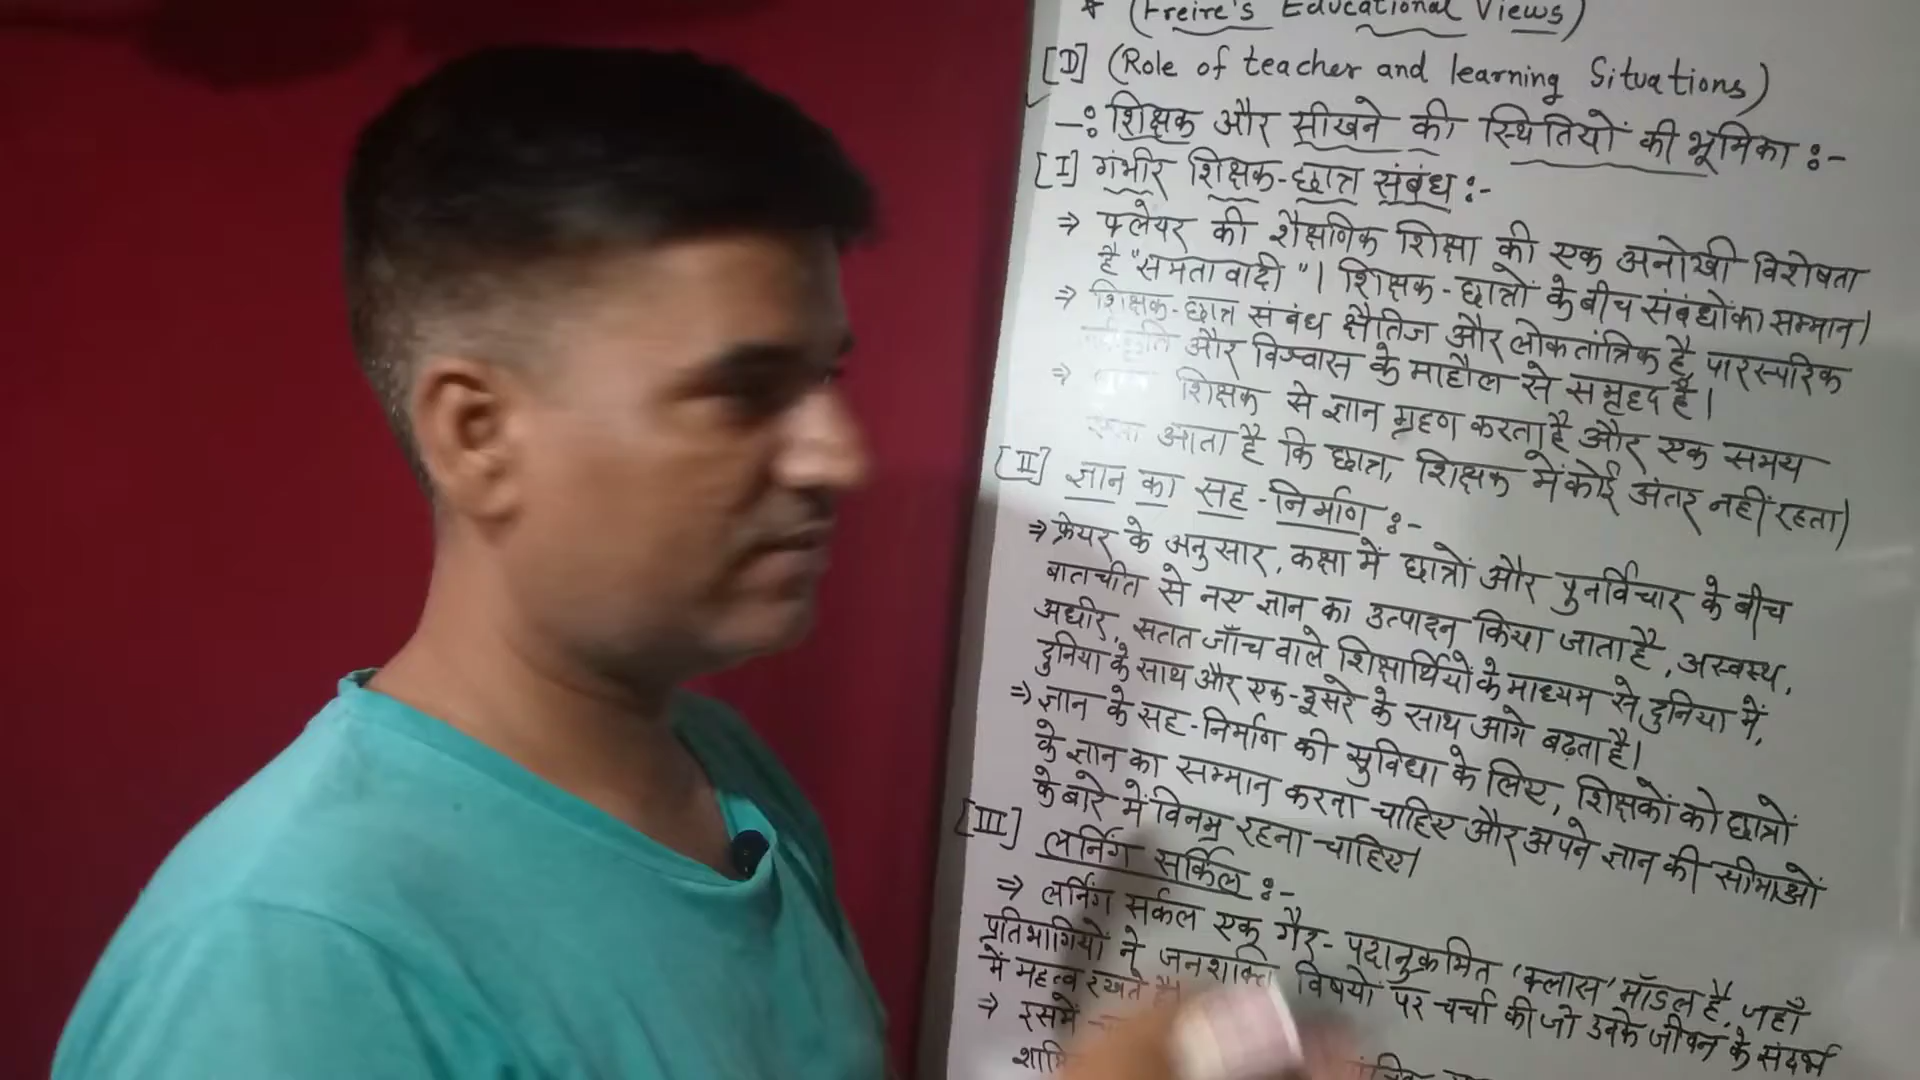 * (Freire's Educational Views)
[D] (Role of teacher and learning Situations)
-: शिक्षक और सीखने की स्थितियों की भूमिका :-
[I] गंभीर शिक्षक-छात्र संबंध :-
⇒ फ्लेयर की शैक्षणिक शिक्षा की एक अनोखी विशेषता
है "समतावादी"। शिक्षक-छात्रों के बीच संबंधों का सम्मान।
⇒ शिक्षक-छात्र संबंध क्षैतिज और लोकतांत्रिक है, पारस्परिक
और विश्वास के माहौल से समृद्ध है।
⇒ शिक्षक से ज्ञान ग्रहण करता है और एक समय
आता है कि छात्र, शिक्षक में कोई अंतर नहीं रहता।
[II] ज्ञान का सह-निर्माण :-
⇒ फ्रेयर के अनुसार, कक्षा में छात्रों और पुनर्विचार के बीच
बातचीत से नए ज्ञान का उत्पादन किया जाता है, अस्वस्थ,
अधीर, सतत जाँच वाले शिक्षार्थियों के माध्यम से, दुनिया में,
दुनिया के साथ और एक-दूसरे के साथ आगे बढ़ता है।
⇒ ज्ञान के सह-निर्माण की सुविधा के लिए, शिक्षकों को छात्रों
के ज्ञान का सम्मान करना चाहिए और अपने ज्ञान की सीमाओं
के बारे में विनम्र रहना चाहिए।
[III] लर्निंग सर्किल :-
⇒ लर्निंग सर्कल एक गैर-पदानुक्रमित 'क्लास' मॉडल है, जहाँ
प्रतिभागियों ने 'जनशक्ति विषयों पर चर्चा की जो उनके जीवन के संदर्भ
में महत्व रखते
⇒ इसमें